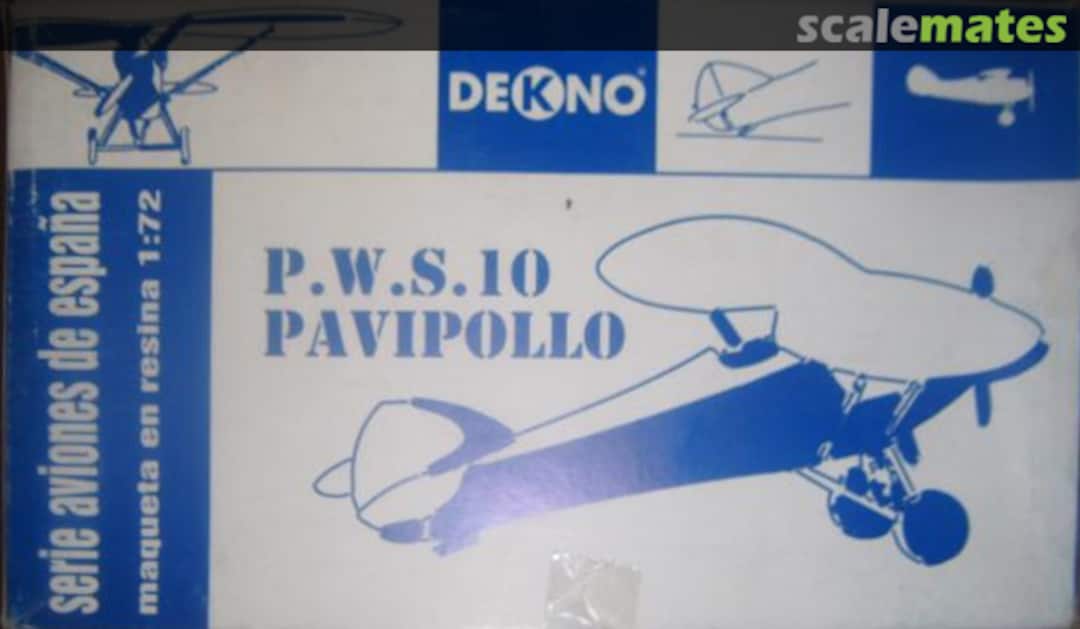 scalemates
DEKNO
serie aviones de españa
maqueta en resina 1:72
P.W.S.10
PAVIPOLLO